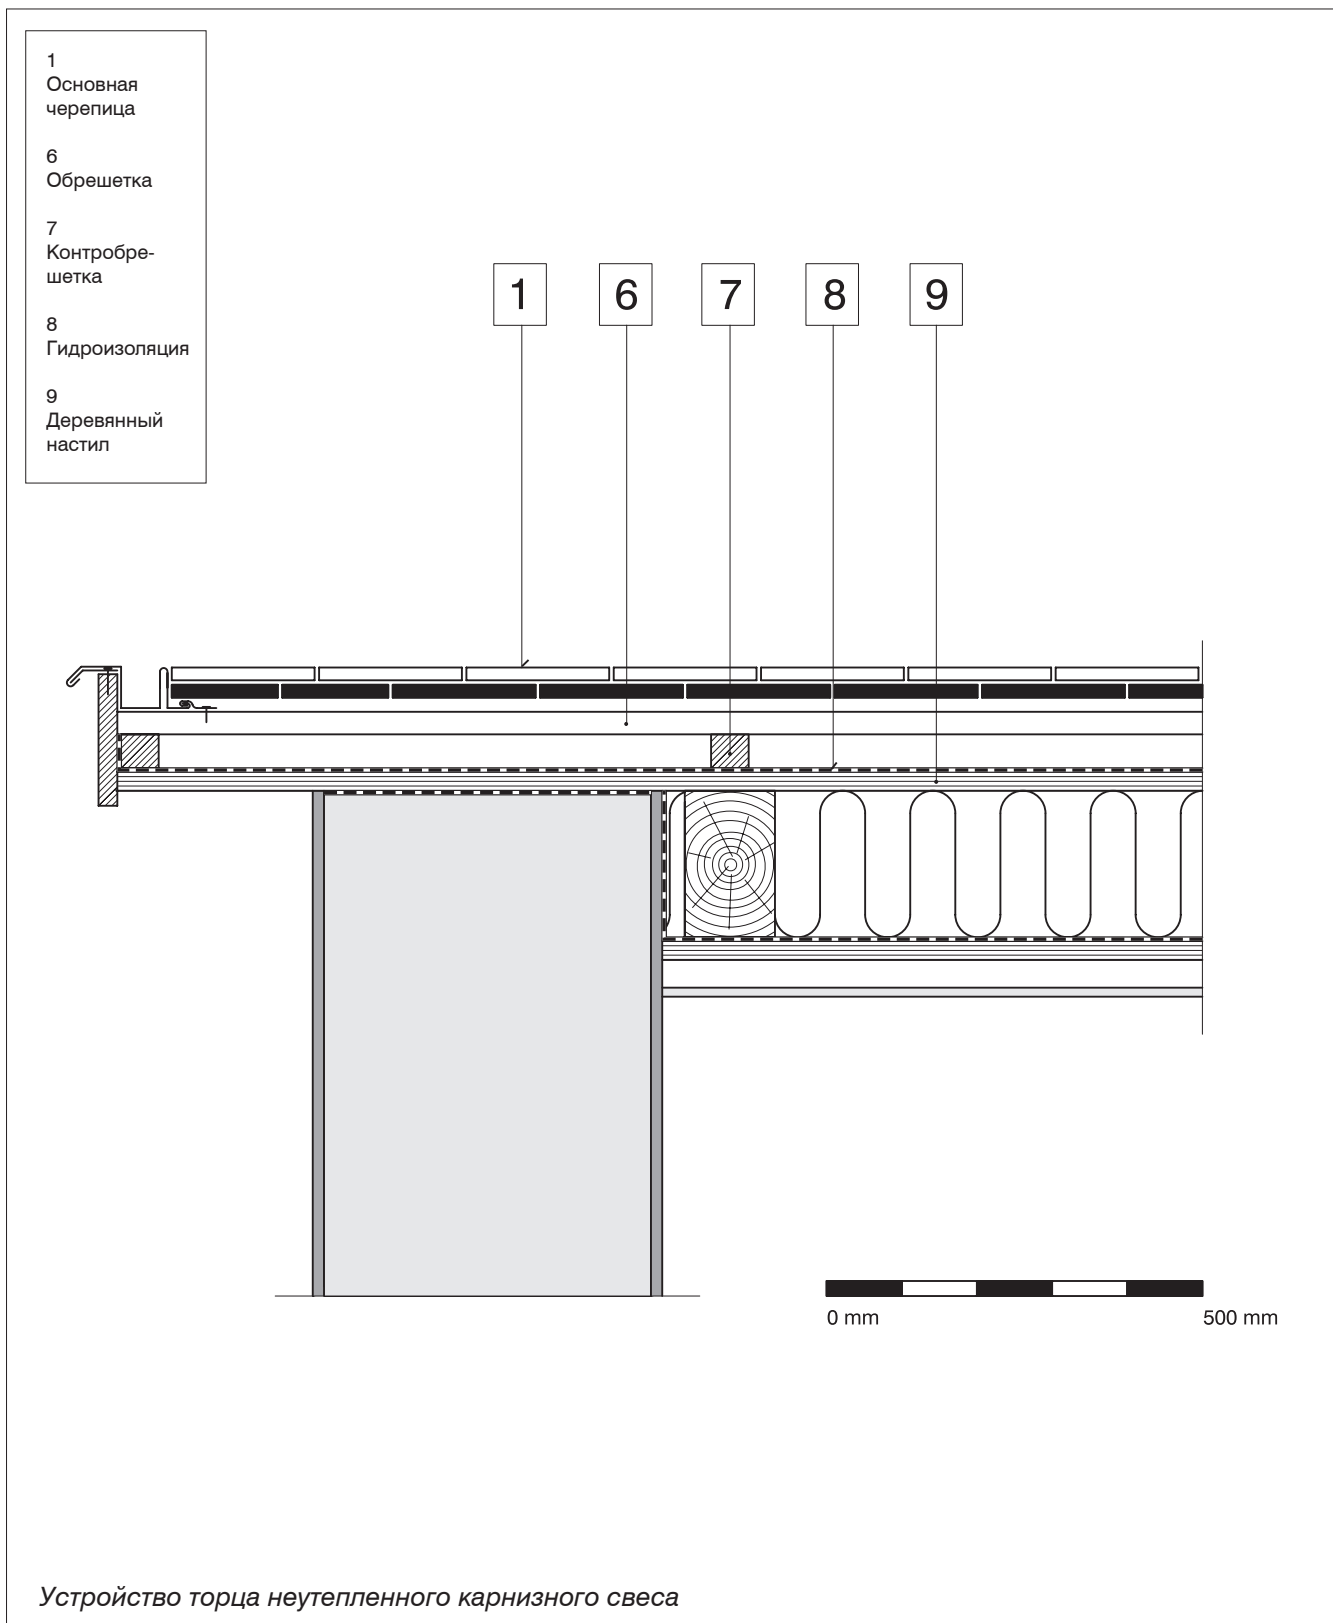 1
Основная
черепица
6
Обрешетка
7
Контробре-
шетка
8
Гидроизоляция
9
Деревянный
настил
1 6 7 8 9
0 mm 500 mm
Устройство торца неутепленного карнизного свеса